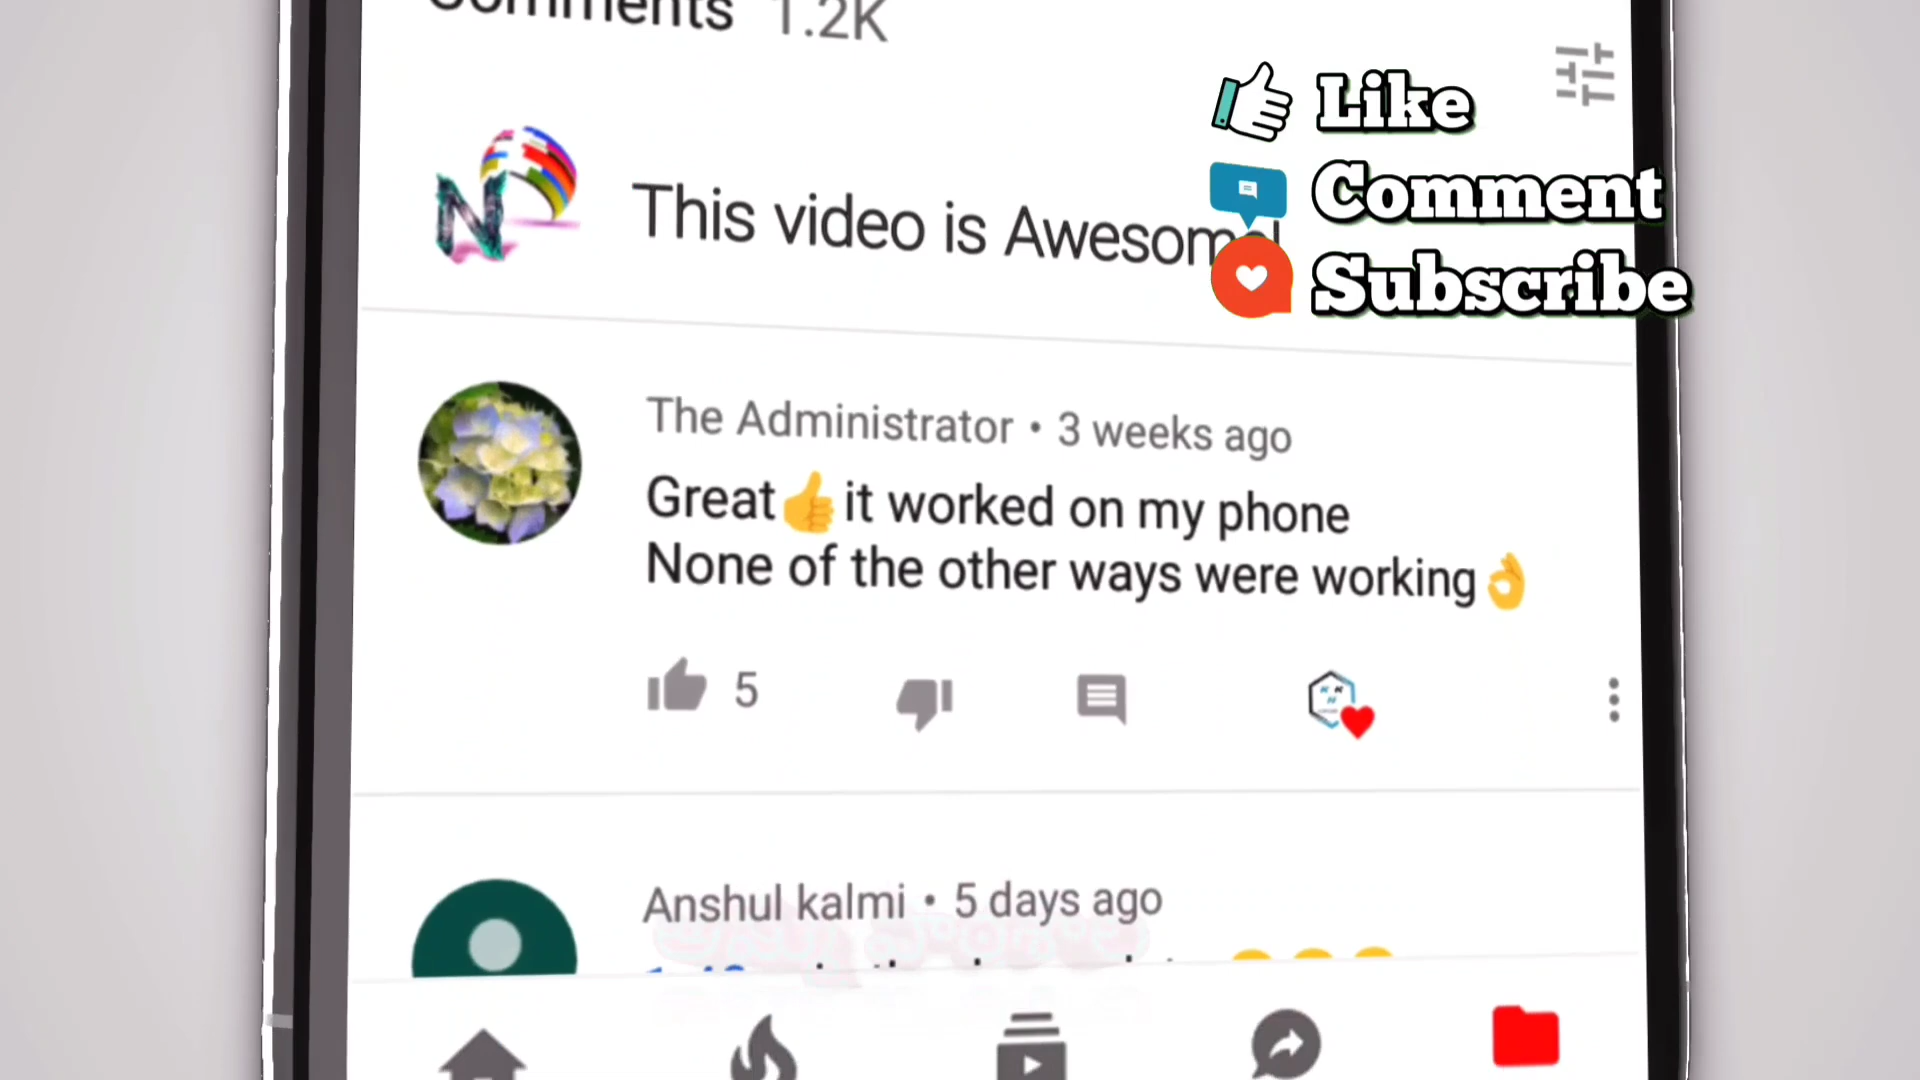 Comments 1.2K
Like
Comment
Subscribe
This video is
The Administrator • 3 weeks ago
Great👍it worked on my phone
None of the other ways were working👌
5
Anshul kalmi • 5 days ago